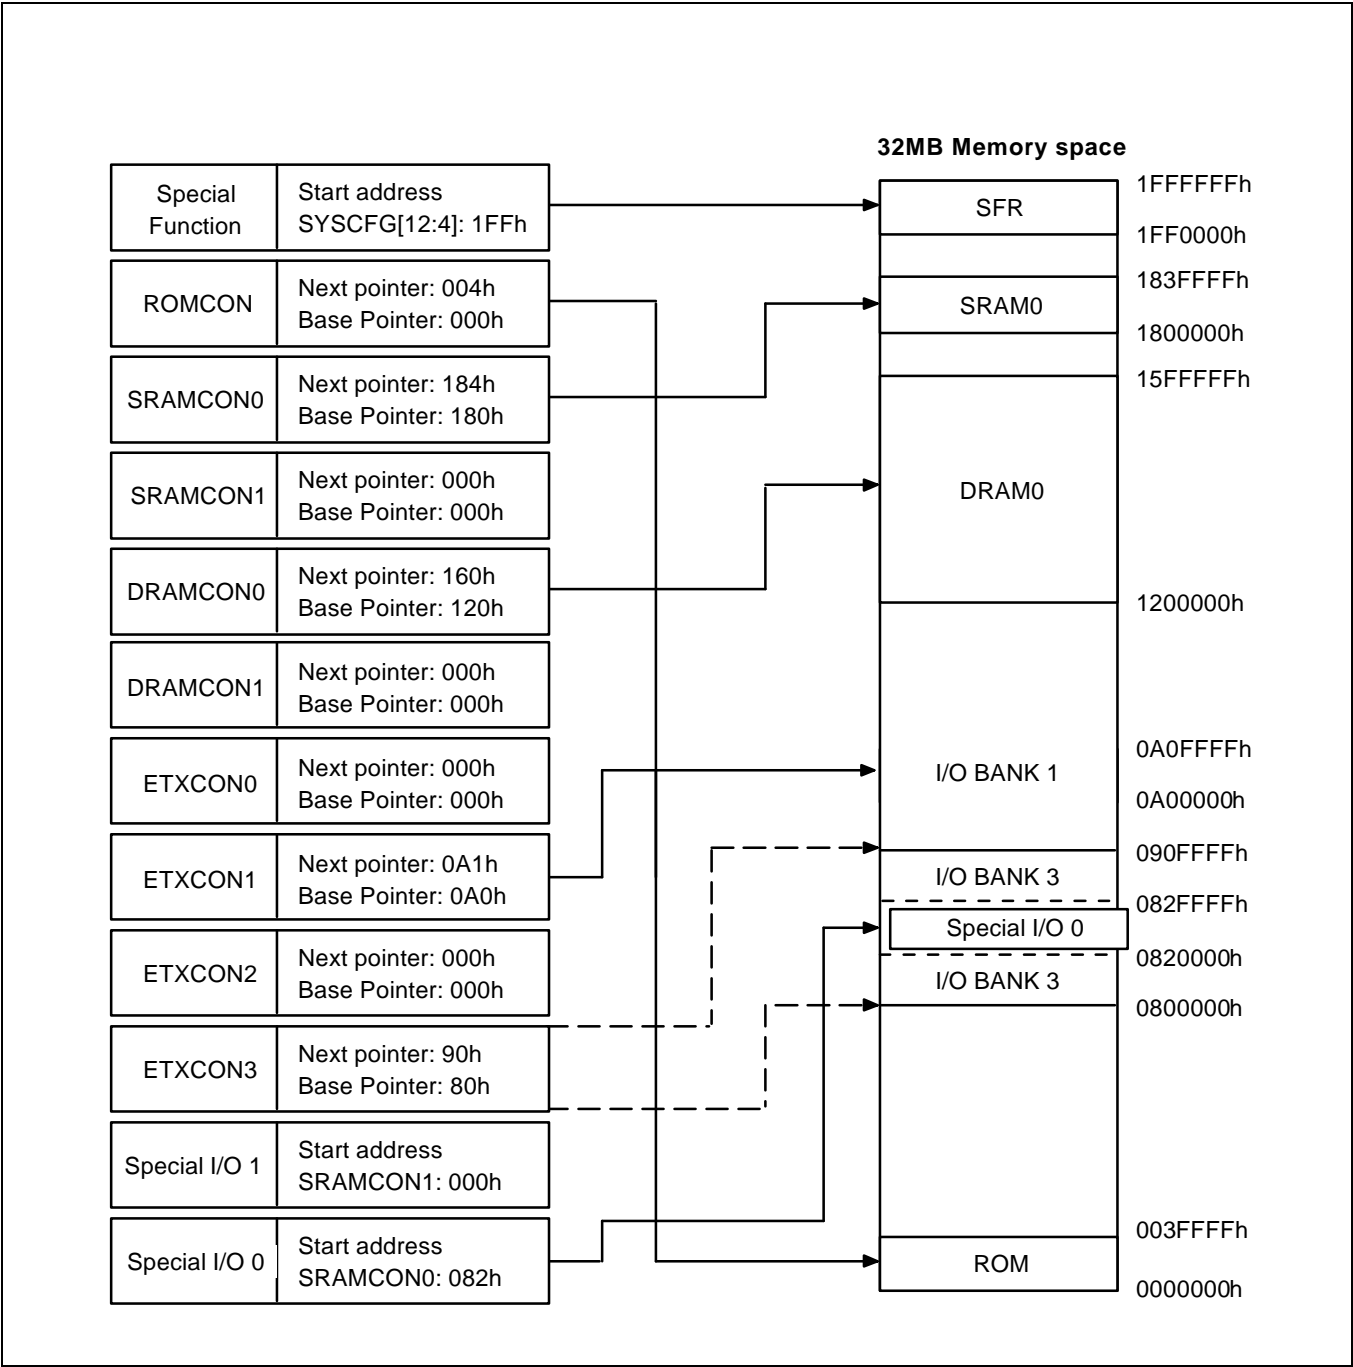 32MB Memory space
Special
Function
Start address
SYSCFG[12:4]: 1FFh
ROMCON
Next pointer: 004h
Base Pointer: 000h
SRAMCON0
Next pointer: 184h
Base Pointer: 180h
SRAMCON1
Next pointer: 000h
Base Pointer: 000h
DRAMCON0
Next pointer: 160h
Base Pointer: 120h
DRAMCON1
Next pointer: 000h
Base Pointer: 000h
ETXCON0
Next pointer: 000h
Base Pointer: 000h
ETXCON1
Next pointer: 0A1h
Base Pointer: 0A0h
ETXCON2
Next pointer: 000h
Base Pointer: 000h
ETXCON3
Next pointer: 90h
Base Pointer: 80h
Special I/O 1
Start address
SRAMCON1: 000h
Special I/O 0
Start address
SRAMCON0: 082h
SFR
SRAM0
DRAM0
I/O BANK 1
I/O BANK 3
Special I/O 0
I/O BANK 3
ROM
1FFFFFFh
1FF0000h
183FFFFh
1800000h
15FFFFFh
1200000h
0A0FFFFh
0A00000h
090FFFFh
082FFFFh
0820000h
0800000h
003FFFFh
0000000h